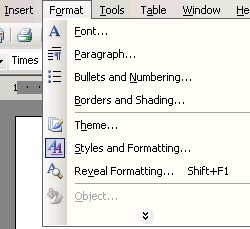 Insert Format Tools Table Window He
Font...
Paragraph...
Times
Bullets and Numbering...
Borders and Shading...
Theme...
Styles and Formatting...
Reveal Formatting... Shift+F1
Object...